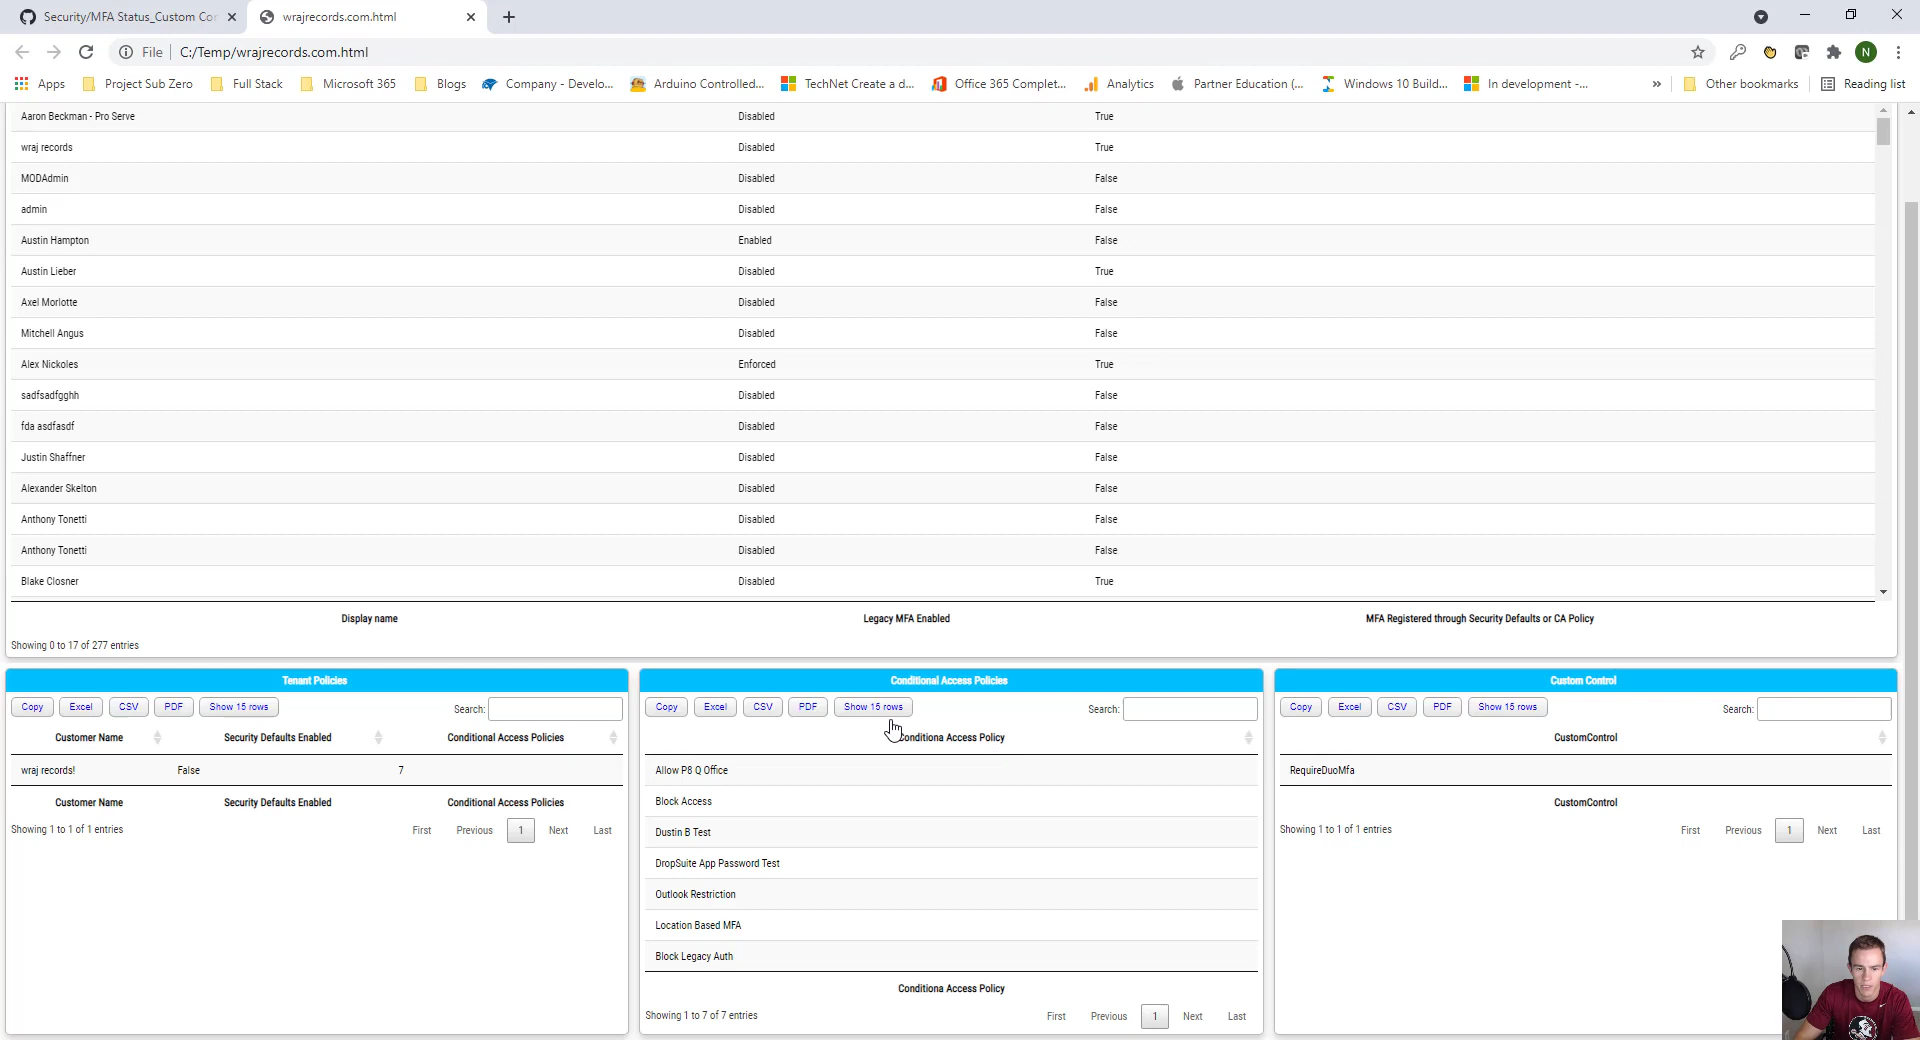 Security/MFA Status_Custom Cor
wrajrecords.com.html
File C:/Temp/wrajrecords.com.html
N
Apps Project Sub Zero Full Stack Microsoft 365 Blogs Company - Develo... Arduino Controlled... TechNet Create a d... Office 365 Complet... Analytics Partner Education (... Windows 10 Build... In development -... » Other bookmarks Reading list
Aaron Beckman - Pro Serve Disabled True
wraj records Disabled True
MODAdmin Disabled False
admin Disabled False
Austin Hampton Enabled False
Austin Lieber Disabled True
Axel Morlotte Disabled False
Mitchell Angus Disabled False
Alex Nickoles Enforced True
sadfsadfgghh Disabled False
fda asdfasdf Disabled False
Justin Shaffner Disabled False
Alexander Skelton Disabled False
Anthony Tonetti Disabled False
Anthony Tonetti Disabled False
Blake Closner Disabled True
Display name Legacy MFA Enabled MFA Registered through Security Defaults or CA Policy
Showing 0 to 17 of 277 entries
Tenant Policies
Copy Excel CSV PDF Show 15 rows Search:
Customer Name Security Defaults Enabled Conditional Access Policies
wraj records! False 7
Customer Name Security Defaults Enabled Conditional Access Policies
Showing 1 to 1 of 1 entries First Previous 1 Next Last
Conditional Access Policies
Copy Excel CSV PDF Show 15 rows Search:
Conditiona Access Policy
Allow P8 Q Office
Block Access
Dustin B Test
DropSuite App Password Test
Outlook Restriction
Location Based MFA
Block Legacy Auth
Conditiona Access Policy
Showing 1 to 7 of 7 entries First Previous 1 Next Last
Custom Control
Copy Excel CSV PDF Show 15 rows Search:
CustomControl
RequireDuoMfa
CustomControl
Showing 1 to 1 of 1 entries First Previous 1 Next Last